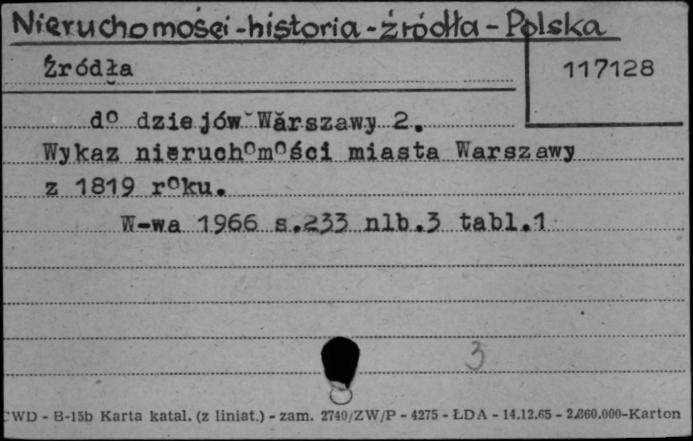 Nieruchomości-historia-źródła-Polska
Źródła
117128
do dziejów Warszawy 2.
Wykaz nieruchomości miasta Warszawy
z 1819 roku.
W-wa 1966 s.233 nlb.3 tabl.1
3
CWD - B-15b Karta katal. (z liniat.) - zam. 2740/ZW/P - 4275 - ŁDA - 14.12.65 - 2.860.000-Karton